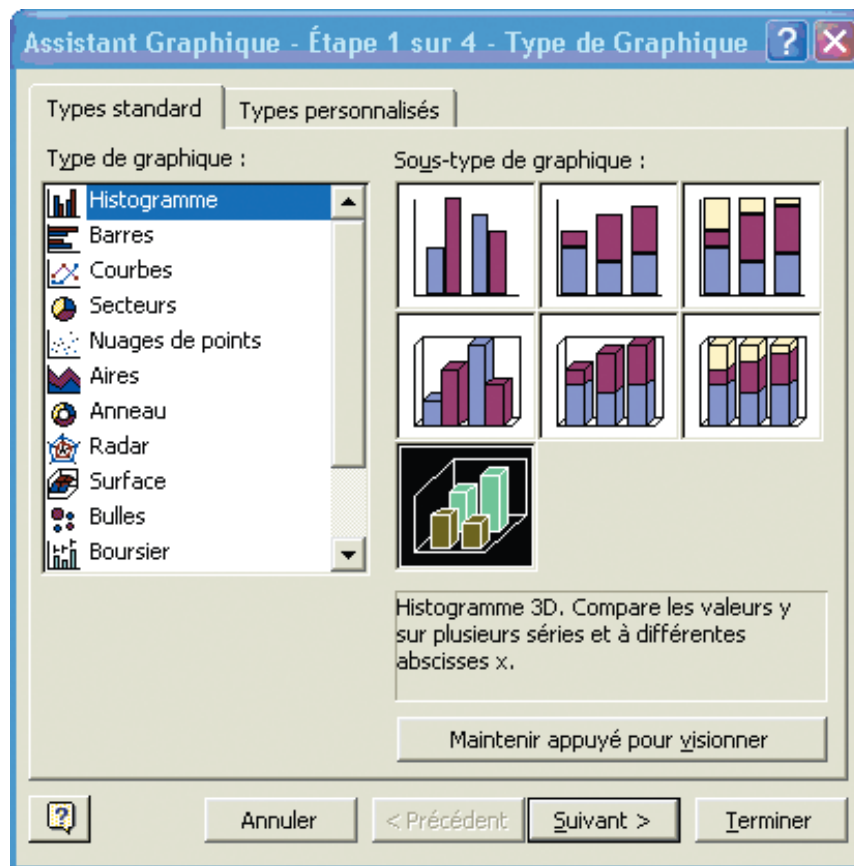 Assistant Graphique - Étape 1 sur 4 - Type de Graphique
Types standard
Types personnalisés
Type de graphique :
Histogramme
Barres
Courbes
Secteurs
Nuages de points
Aires
Anneau
Radar
Surface
Bulles
Boursier
Sous-type de graphique :
Histogramme 3D. Compare les valeurs y
sur plusieurs séries et à différentes
abscisses x.
Maintenir appuyé pour visionner
Annuler
< Précédent
Suivant >
Terminer